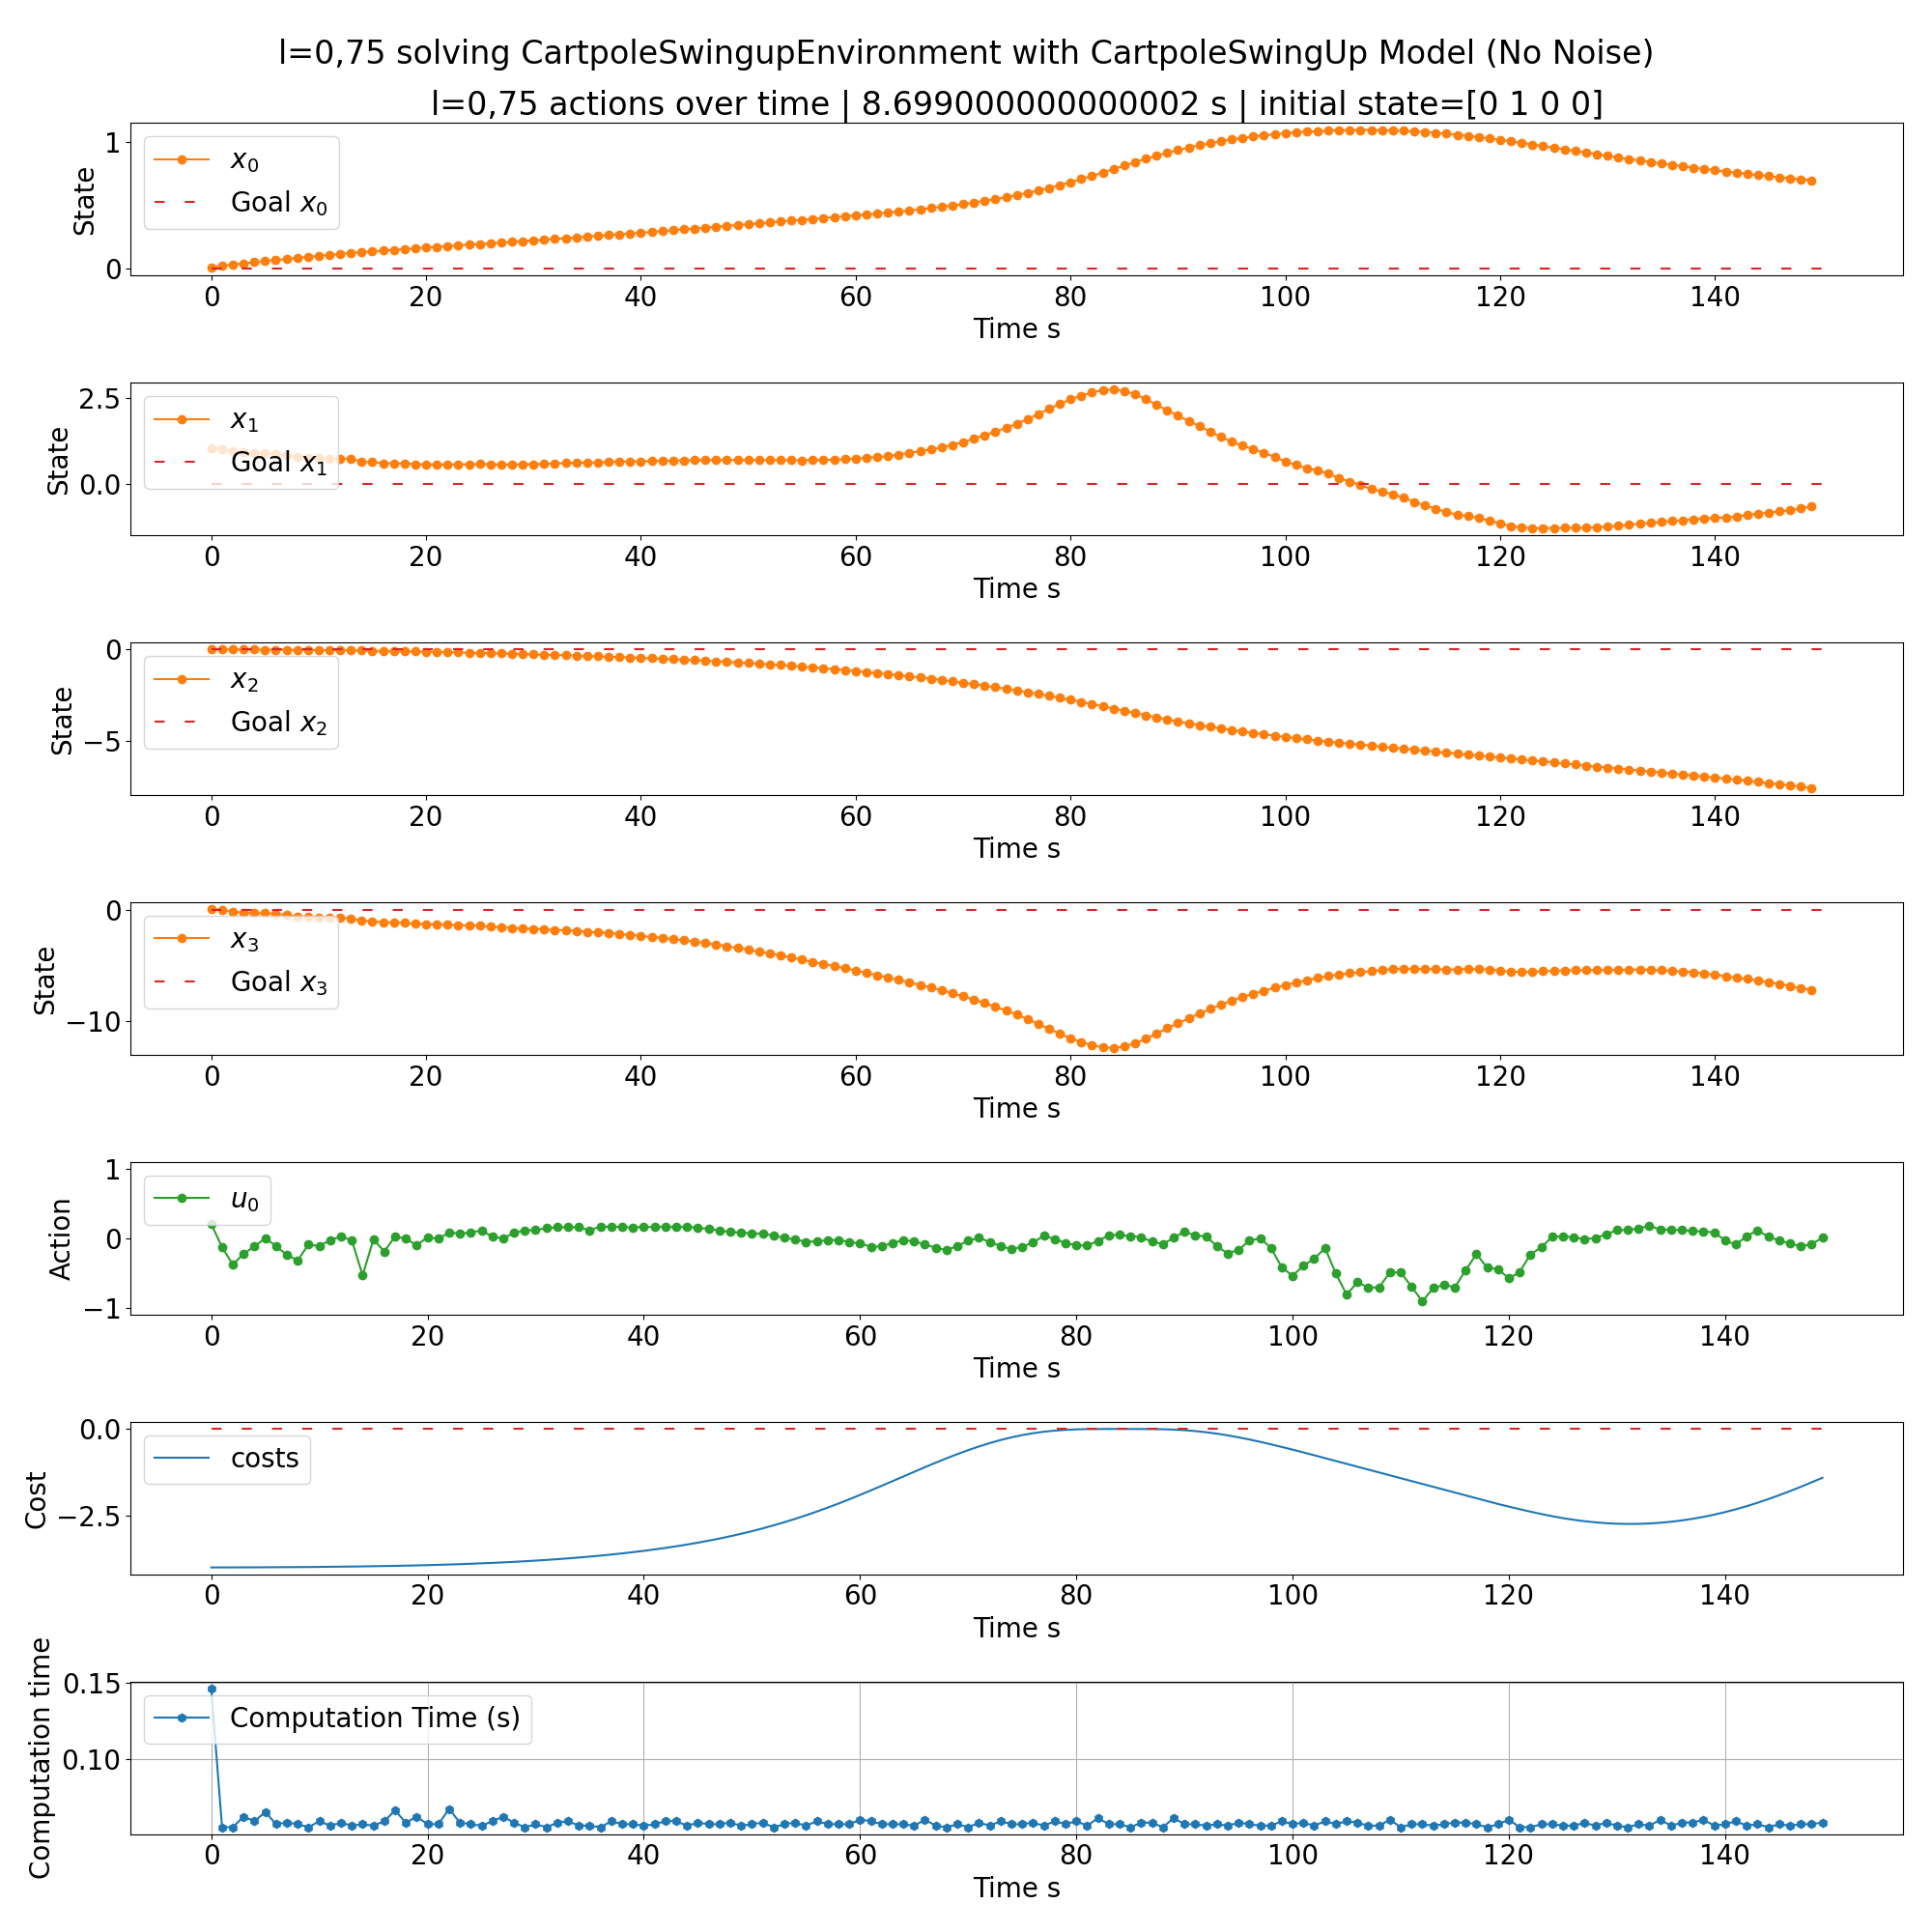 l=0,75 solving CartpoleSwingupEnvironment with CartpoleSwingUp Model (No Noise)
l=0,75 actions over time | 8.699000000000002 s | initial state=[0 1 0 0]
State
1
0
x₀
Goal x₀
0 20 40 60 80 100 120 140
Time s
State
2.5
0.0
x₁
Goal x₁
0 20 40 60 80 100 120 140
Time s
State
0
−5
x₂
Goal x₂
0 20 40 60 80 100 120 140
Time s
State
0
−10
x₃
Goal x₃
0 20 40 60 80 100 120 140
Time s
Action
1
0
−1
u₀
0 20 40 60 80 100 120 140
Time s
Cost
0.0
−2.5
costs
0 20 40 60 80 100 120 140
Time s
Computation time
0.15
0.10
Computation Time (s)
0 20 40 60 80 100 120 140
Time s